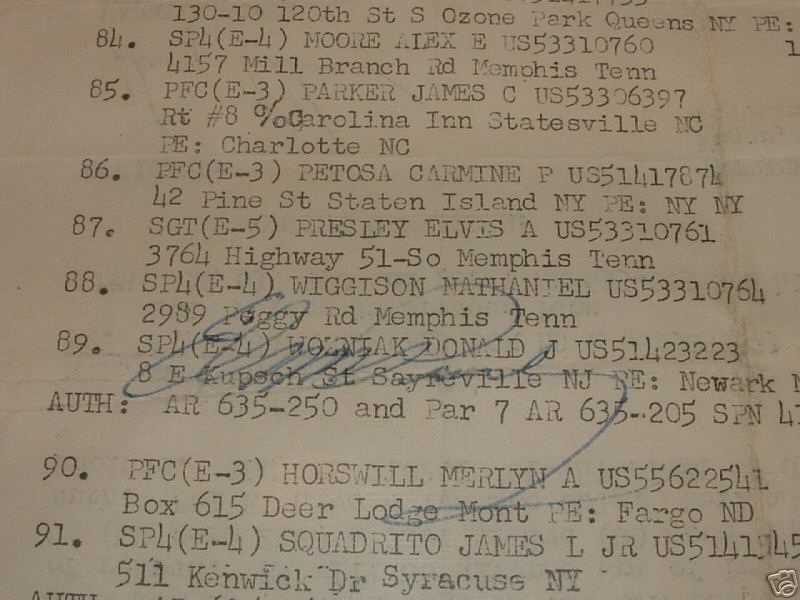 130-10 120th St S Ozone Park Queens NY PE:
84. SP4(E-4) MOORE ALEX E US53310760 1
4157 Mill Branch Rd Memphis Tenn
85. PFC(E-3) PARKER JAMES C US53306397
Rt #8 %Carolina Inn Statesville NC
PE: Charlotte NC
86. PFC(E-3) PETOSA CARMINE P US51417874
42 Pine St Staten Island NY PE: NY NY
87. SGT(E-5) PRESLEY ELVIS A US53310761
3764 Highway 51-So Memphis Tenn
88. SP4(E-4) WIGGISON NATHANIEL US53310764
2989 Peggy Rd Memphis Tenn
89. SP4(E-4) WOLNIAK DONALD J US51423223
8 E Kupsch St Sayreville NJ PE: Newark N
AUTH: AR 635-250 and Par 7 AR 635-205 SPN 41
90. PFC(E-3) HORSWILL MERLYN A US55622541
Box 615 Deer Lodge Mont PE: Fargo ND
91. SP4(E-4) SQUADRITO JAMES L JR
511 Kenwick Dr Syracuse NY